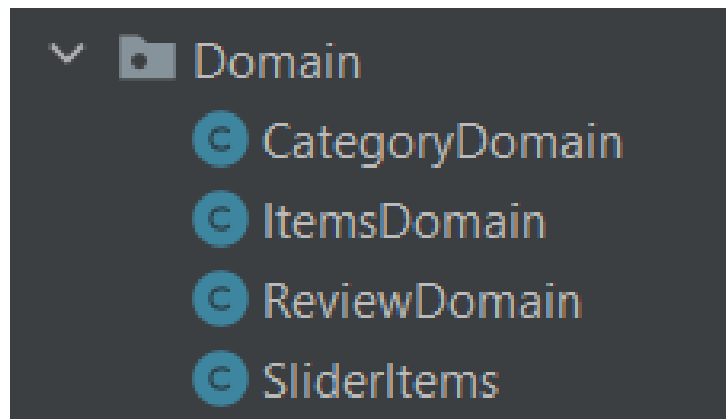 Domain
C CategoryDomain
C ItemsDomain
C ReviewDomain
C SliderItems